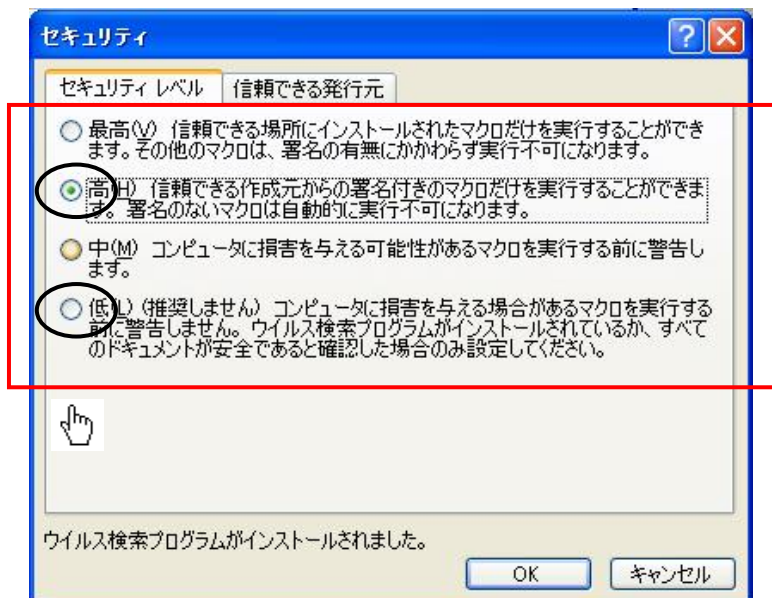 セキュリティ
セキュリティ レベル 信頼できる発行元
最高(V) 信頼できる場所にインストールされたマクロだけを実行することができ
ます。その他のマクロは、署名の有無にかかわらず実行不可になります。
高(H) 信頼できる作成元からの署名付きのマクロだけを実行することができま
す。 署名のないマクロは自動的に実行不可になります。
中(M) コンピュータに損害を与える可能性があるマクロを実行する前に警告し
ます。
低(L) (推奨しません) コンピュータに損害を与える場合があるマクロを実行する
前に警告しません。ウイルス検索プログラムがインストールされているか、すべて
のドキュメントが安全であると確認した場合のみ設定してください。
ウイルス検索プログラムがインストールされました。
OK キャンセル